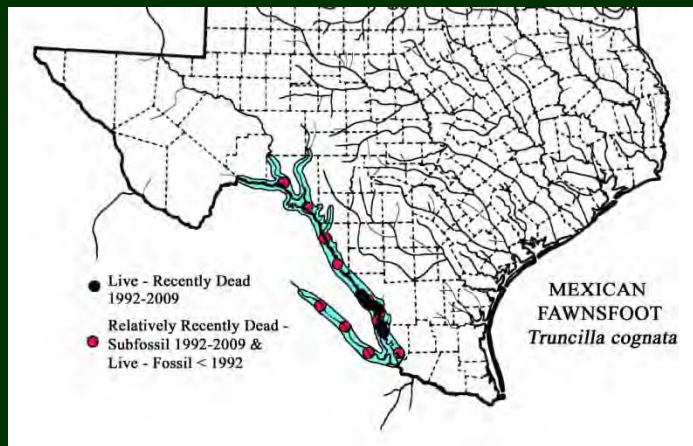 Live - Recently Dead
1992-2009
Relatively Recently Dead -
Subfossil 1992-2009 &
Live - Fossil < 1992
MEXICAN
FAWNSFOOT
Truncilla cognata